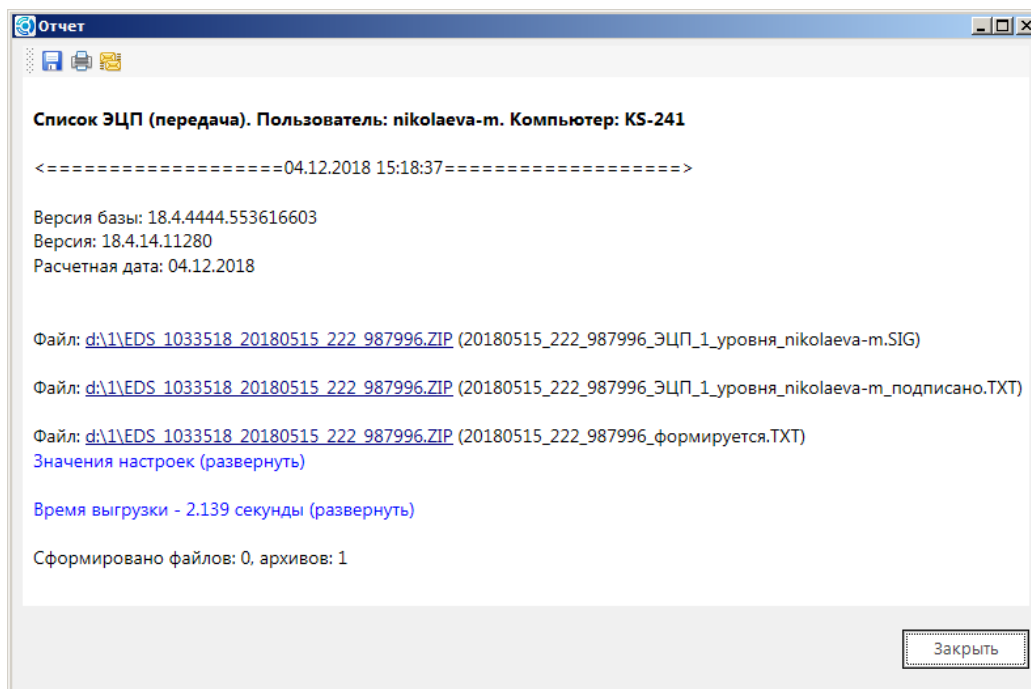 Отчет
Список ЭЦП (передача). Пользователь: nikolaeva-m. Компьютер: KS-241
<===================04.12.2018 15:18:37===================>
Версия базы: 18.4.4444.553616603
Версия: 18.4.14.11280
Расчетная дата: 04.12.2018
Файл: d:\1\EDS_1033518_20180515_222_987996.ZIP (20180515_222_987996_ЭЦП_1_уровня_nikolaeva-m.SIG)
Файл: d:\1\EDS_1033518_20180515_222_987996.ZIP (20180515_222_987996_ЭЦП_1_уровня_nikolaeva-m_подписано.TXT)
Файл: d:\1\EDS_1033518_20180515_222_987996.ZIP (20180515_222_987996_формируется.TXT)
Значения настроек (развернуть)
Время выгрузки - 2.139 секунды (развернуть)
Сформировано файлов: 0, архивов: 1
Закрыть